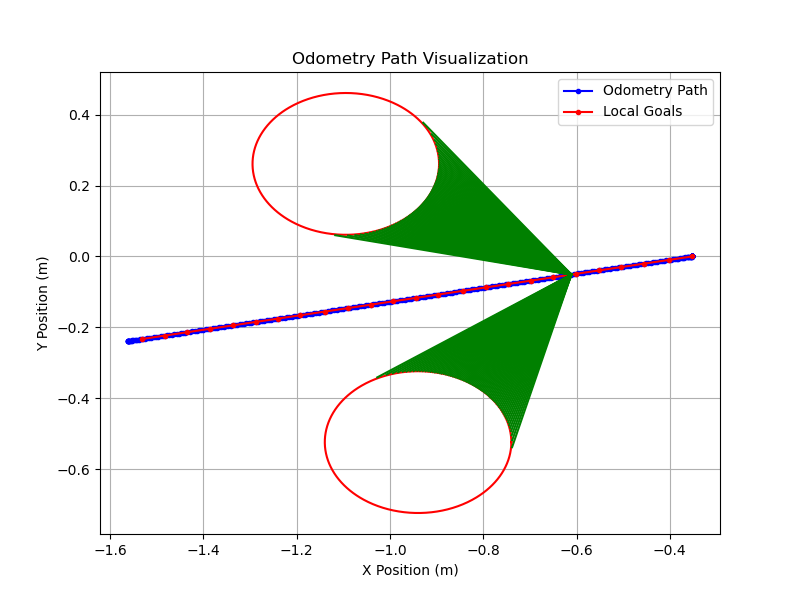 Odometry Path Visualization
Odometry Path
Local Goals
0.4
0.2
0.0
−0.2
−0.4
−0.6
Y Position (m)
−1.6 −1.4 −1.2 −1.0 −0.8 −0.6 −0.4
X Position (m)